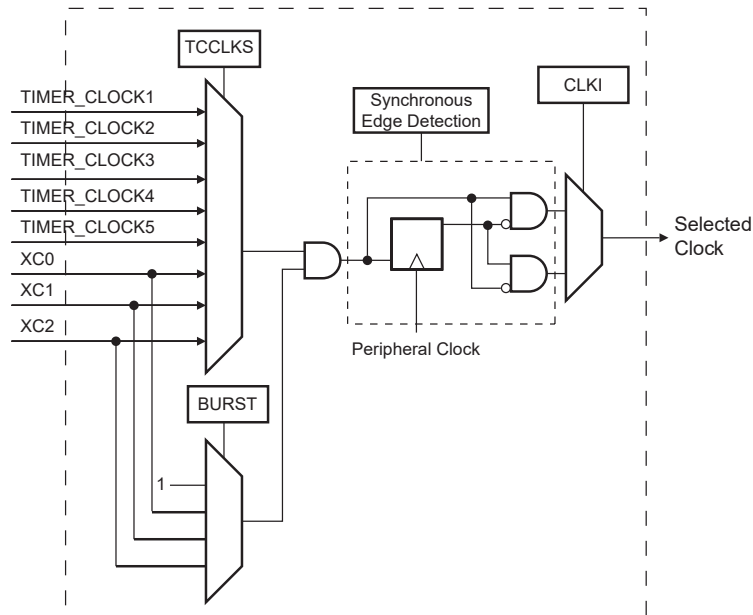 TCCLKS
TIMER_CLOCK1
TIMER_CLOCK2
TIMER_CLOCK3
TIMER_CLOCK4
TIMER_CLOCK5
XC0
XC1
XC2
Synchronous
Edge Detection
CLKI
Selected
Clock
Peripheral Clock
BURST
1